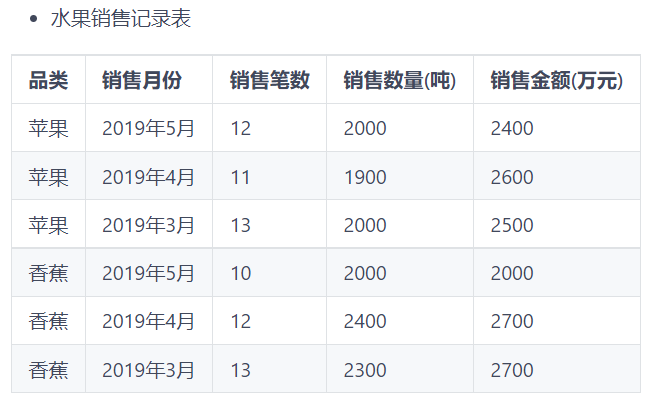 水果销售记录表
品类 销售月份 销售笔数 销售数量(吨) 销售金额(万元)
苹果 2019年5月 12 2000 2400
苹果 2019年4月 11 1900 2600
苹果 2019年3月 13 2000 2500
香蕉 2019年5月 10 2000 2000
香蕉 2019年4月 12 2400 2700
香蕉 2019年3月 13 2300 2700